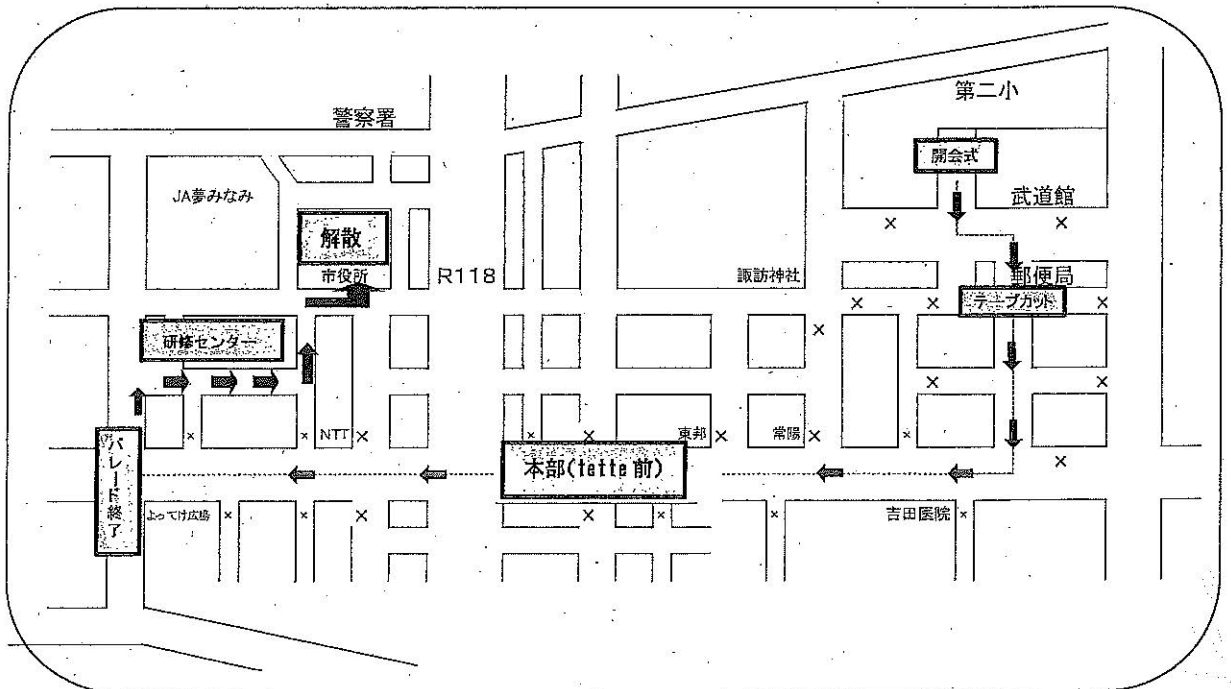 警察署
第二小
開会式
JA夢みなみ
武道館
解散
市役所
R118
諏訪神社
郵便局
テープカット
研修センター
NTT
東邦
常陽
パレード終了
本部(tette前)
よってけ広場
吉田医院